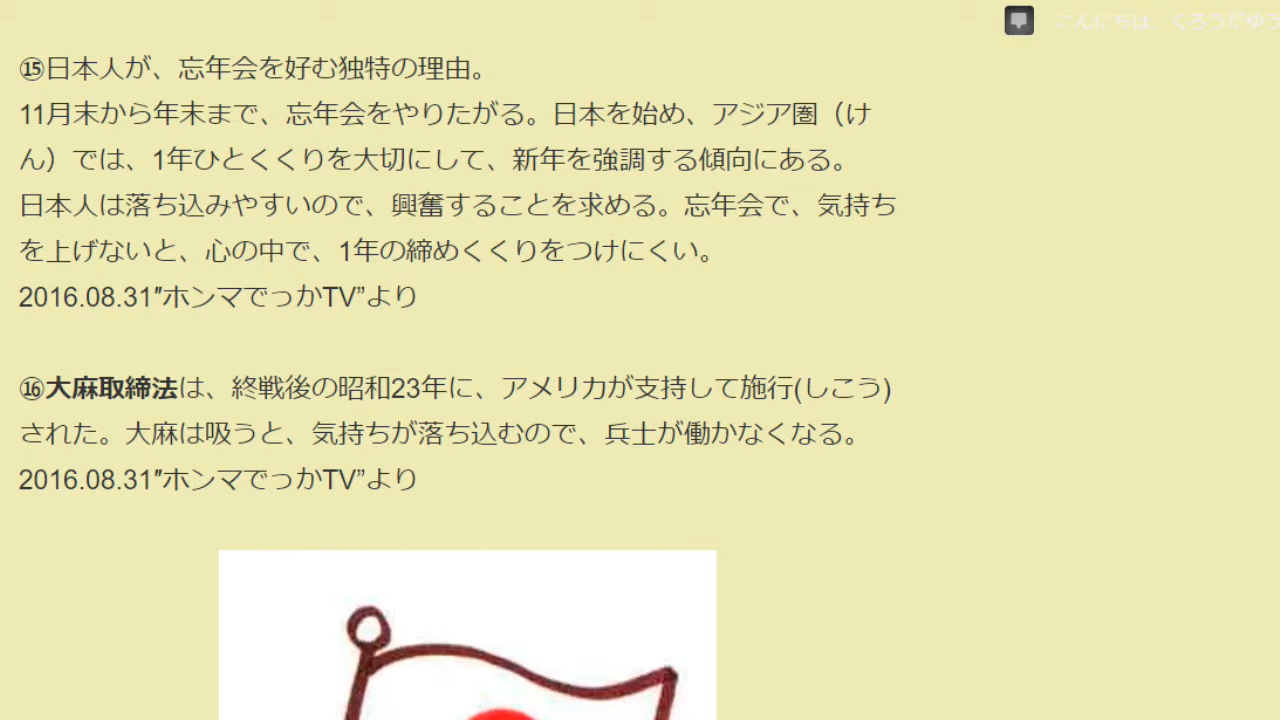 こんにちは、くろうだゆう
⑮日本人が、忘年会を好む独特の理由。
11月末から年末まで、忘年会をやりたがる。日本を始め、アジア圏（け
ん）では、1年ひとくくりを大切にして、新年を強調する傾向にある。
日本人は落ち込みやすいので、興奮することを求める。忘年会で、気持ち
を上げないと、心の中で、1年の締めくくりをつけにくい。
2016.08.31″ホンマでっかTV”より
⑯大麻取締法は、終戦後の昭和23年に、アメリカが支持して施行(しこう)
された。大麻は吸うと、気持ちが落ち込むので、兵士が働かなくなる。
2016.08.31″ホンマでっかTV”より